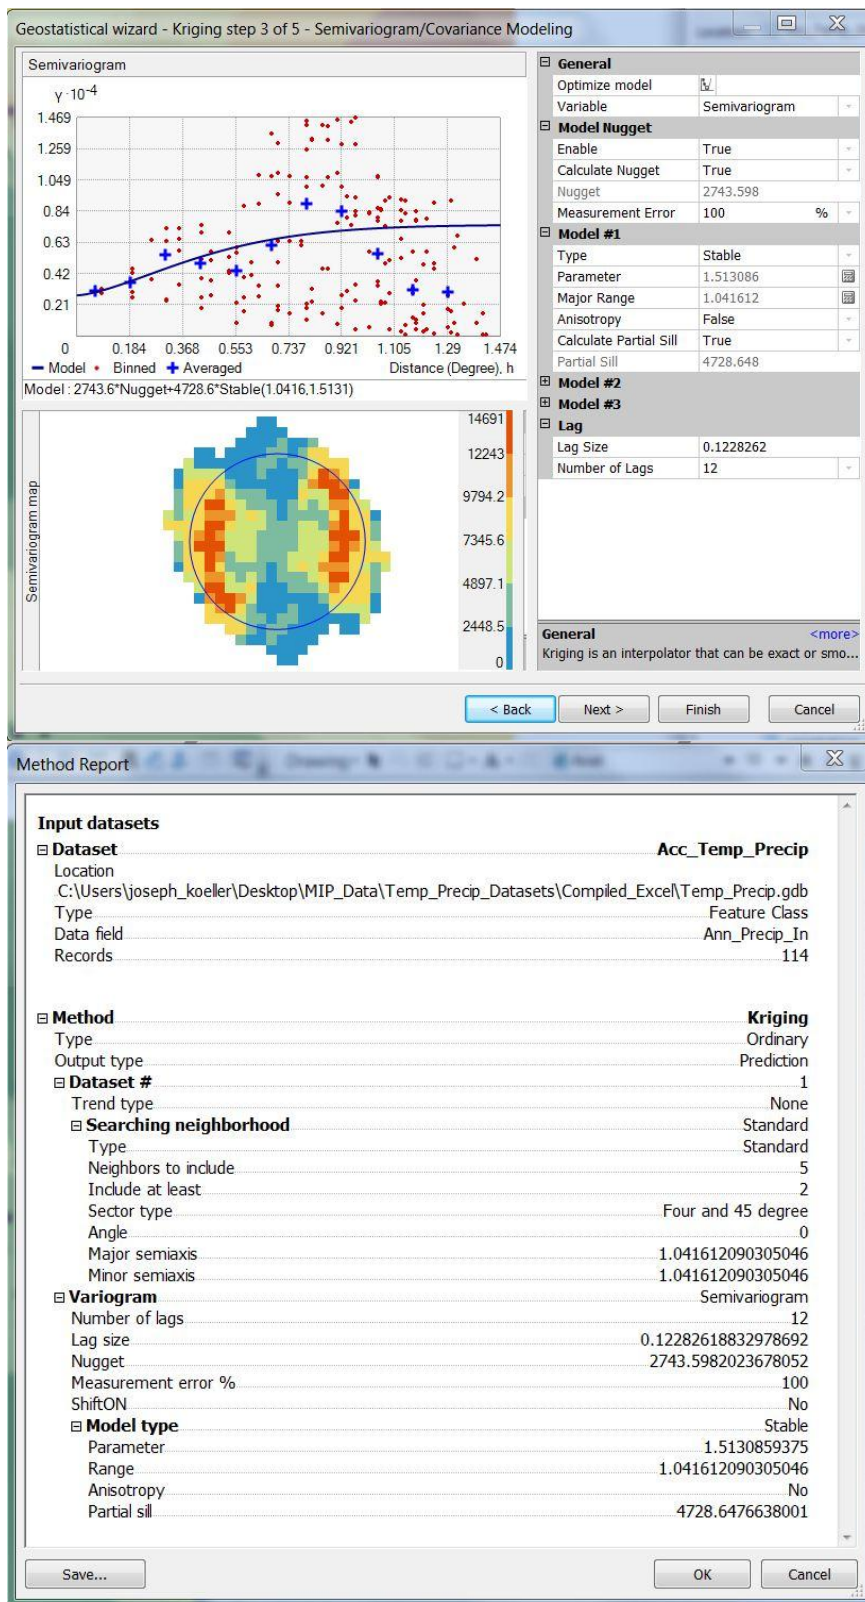 Geostatistical wizard - Kriging step 3 of 5 - Semivariogram/Covariance Modeling
Semivariogram
γ·10⁻⁴
1.469
1.259
1.049
0.84
0.63
0.42
0.21
0 0.184 0.368 0.553 0.737 0.921 1.105 1.29 1.474
Model Binned Averaged Distance (Degree), h
Model : 2743.6*Nugget+4728.6*Stable(1.0416,1.5131)
Semivariogram map
14691
12243
9794.2
7345.6
4897.1
2448.5
0
General
Optimize model
Variable Semivariogram
Model Nugget
Enable True
Calculate Nugget True
Nugget 2743.598
Measurement Error 100 %
Model #1
Type Stable
Parameter 1.513086
Major Range 1.041612
Anisotropy False
Calculate Partial Sill True
Partial Sill 4728.648
Model #2
Model #3
Lag
Lag Size 0.1228262
Number of Lags 12
General <more>
Kriging is an interpolator that can be exact or smo...
< Back Next > Finish Cancel
Method Report
Input datasets
Dataset Acc_Temp_Precip
Location
C:\Users\joseph_koeller\Desktop\MIP_Data\Temp_Precip_Datasets\Compiled_Excel\Temp_Precip.gdb
Type Feature Class
Data field Ann_Precip_In
Records 114
Method Kriging
Type Ordinary
Output type Prediction
Dataset # 1
Trend type None
Searching neighborhood Standard
Type Standard
Neighbors to include 5
Include at least 2
Sector type Four and 45 degree
Angle 0
Major semiaxis 1.041612090305046
Minor semiaxis 1.041612090305046
Variogram Semivariogram
Number of lags 12
Lag size 0.12282618832978692
Nugget 2743.5982023678052
Measurement error % 100
ShiftON No
Model type Stable
Parameter 1.5130859375
Range 1.041612090305046
Anisotropy No
Partial sill 4728.6476638001
Save... OK Cancel